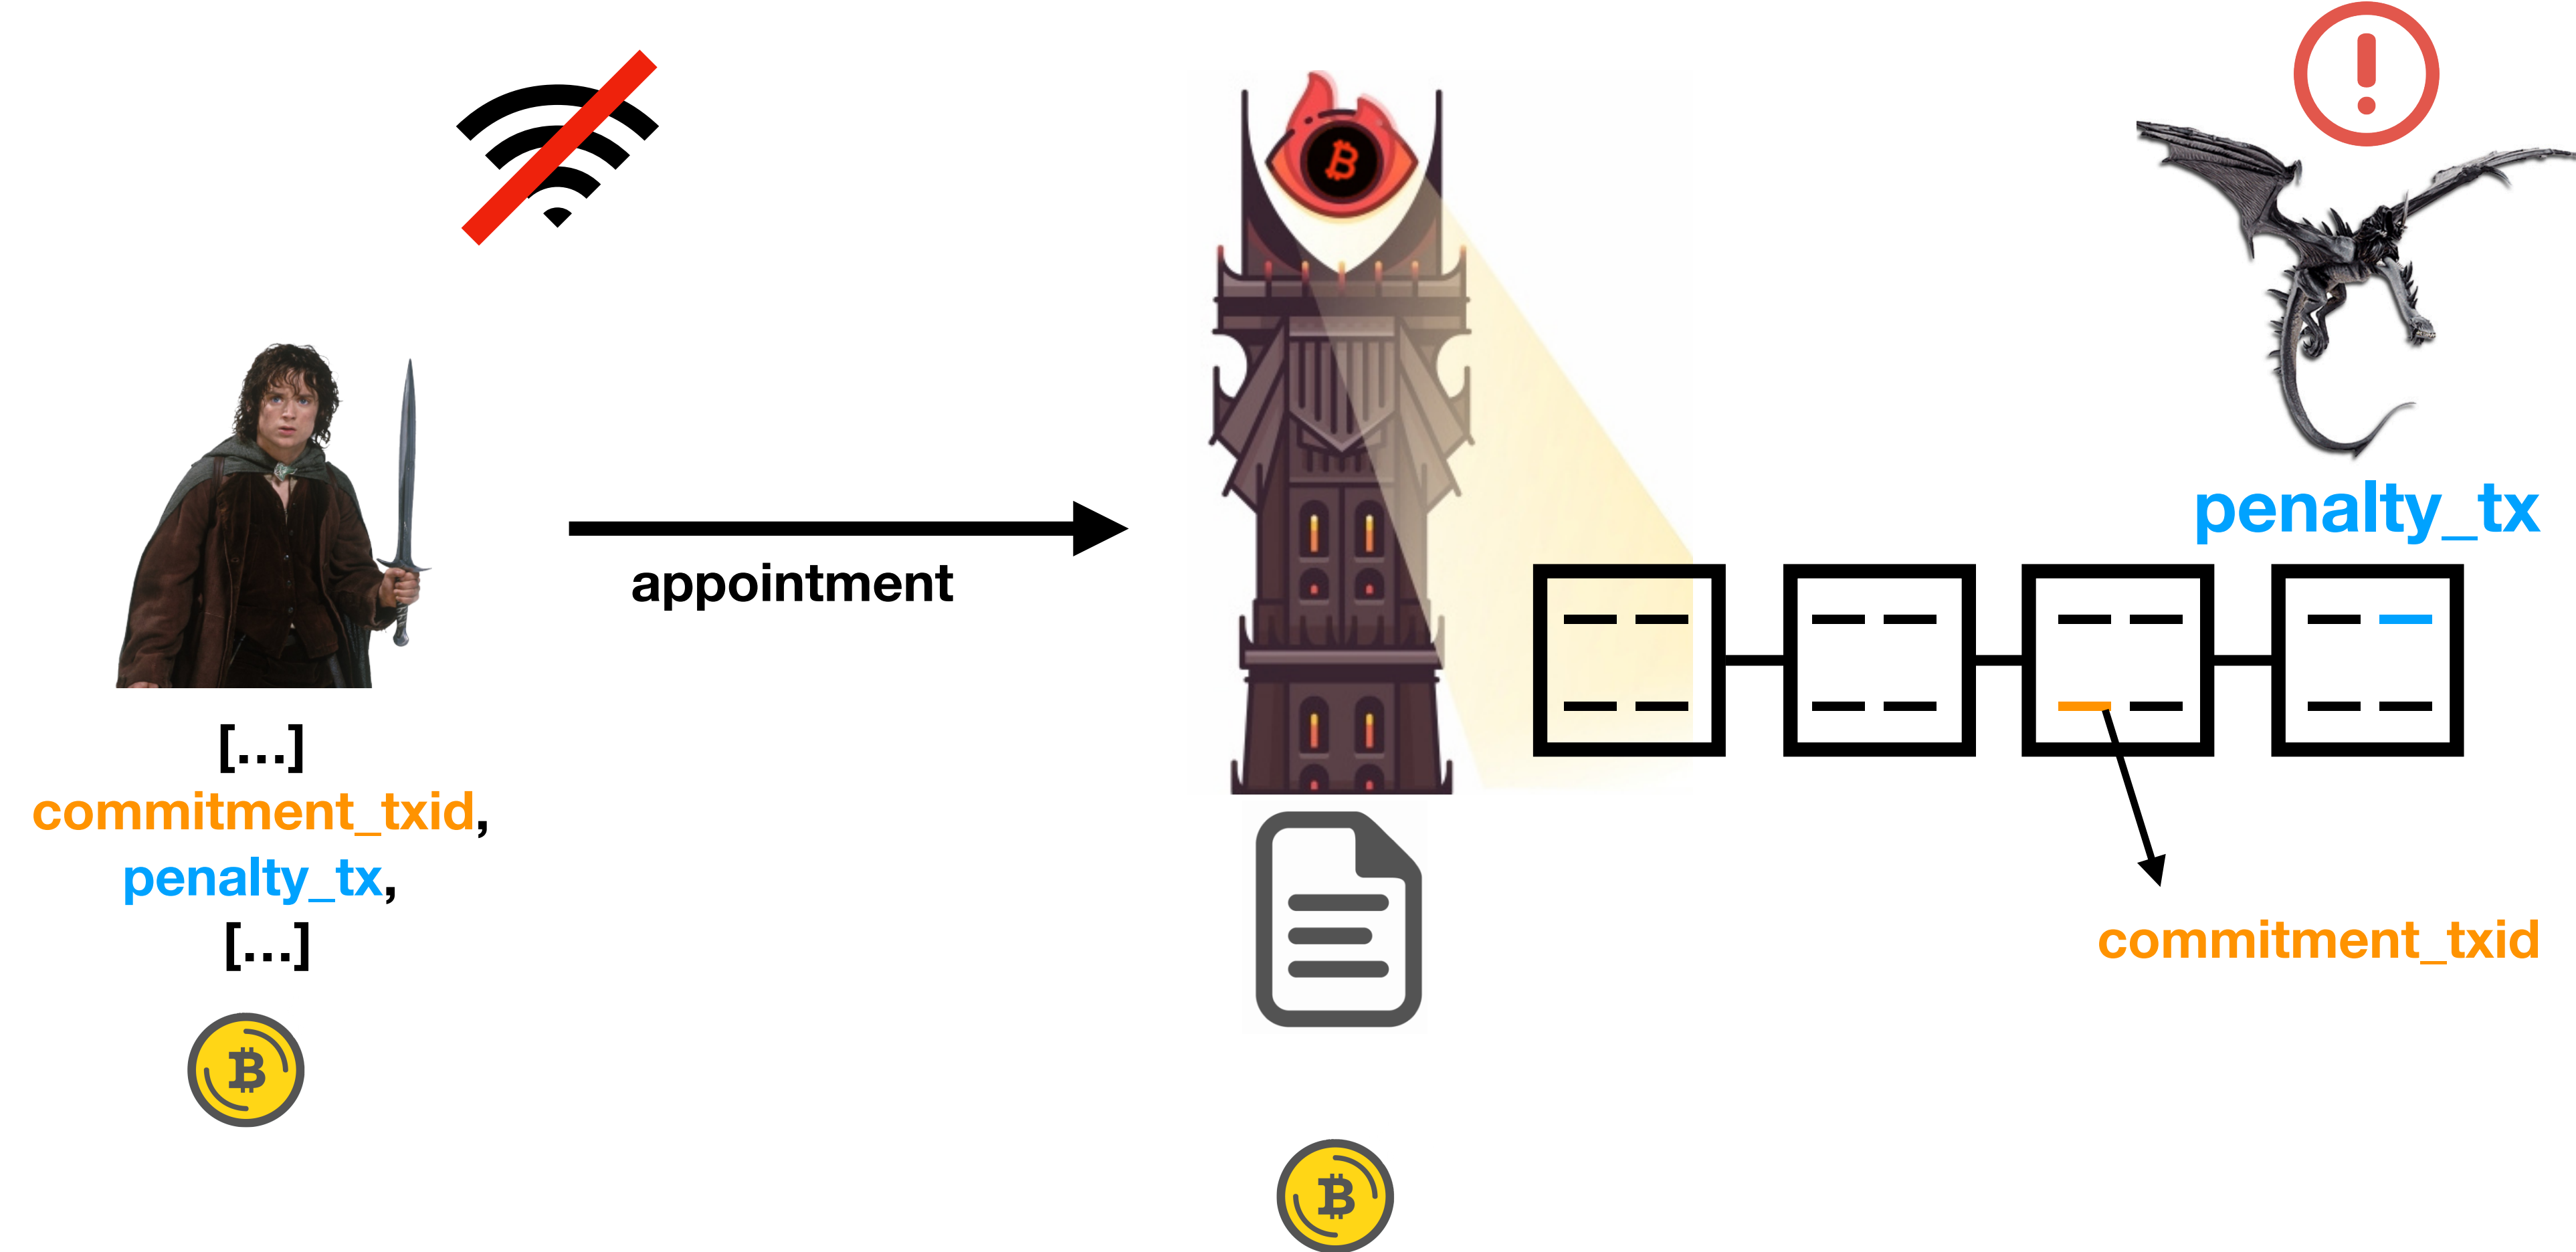 appointment
[...]
commitment_txid,
penalty_tx,
[...]
penalty_tx
commitment_txid